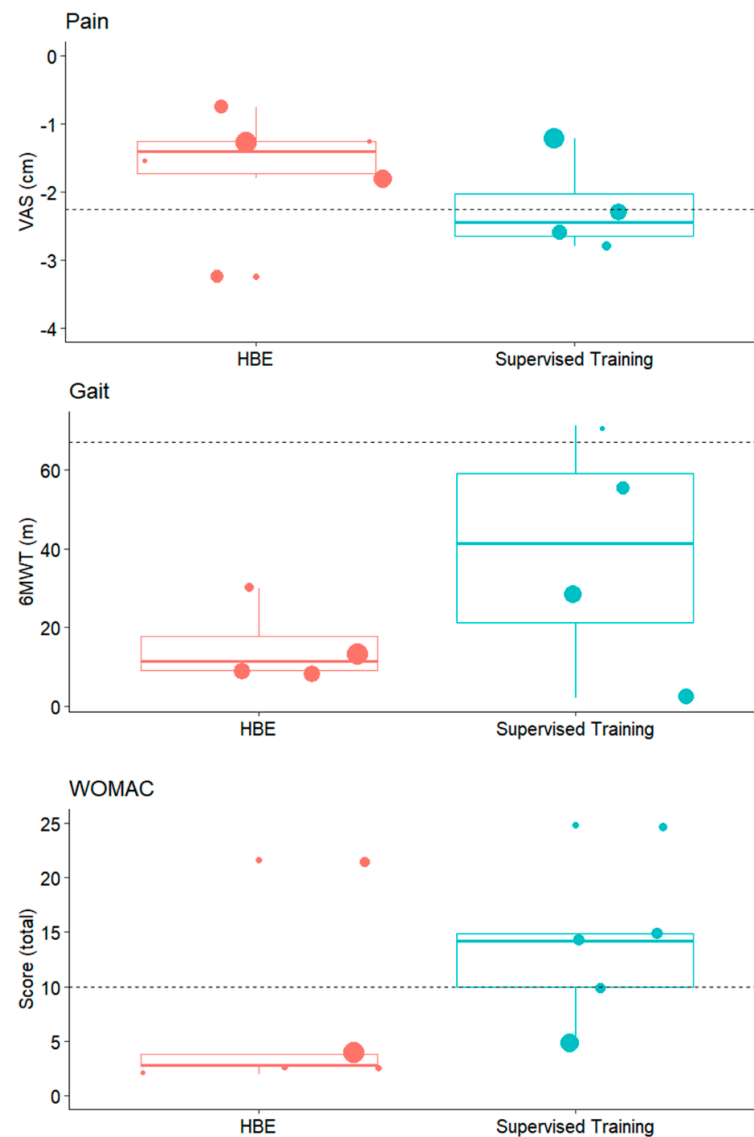 Pain
0
-1
-2
-3
-4
VAS (cm)
HBE Supervised Training
Gait
60
40
20
0
6MWT (m)
HBE Supervised Training
WOMAC
25
20
15
10
5
0
Score (total)
HBE Supervised Training